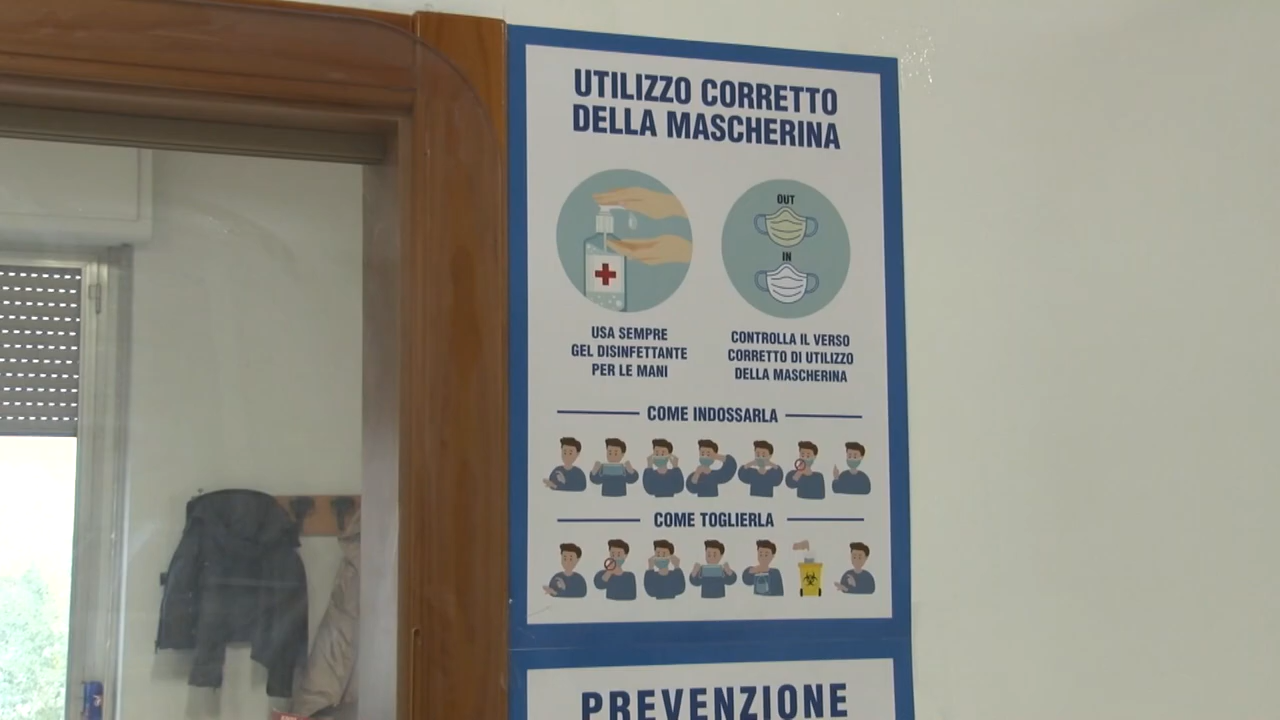 UTILIZZO CORRETTO
DELLA MASCHERINA
OUT
IN
USA SEMPRE
GEL DISINFETTANTE
PER LE MANI
CONTROLLA IL VERSO
CORRETTO DI UTILIZZO
DELLA MASCHERINA
COME INDOSSARLA
COME TOGLIERLA
PREVENZIONE